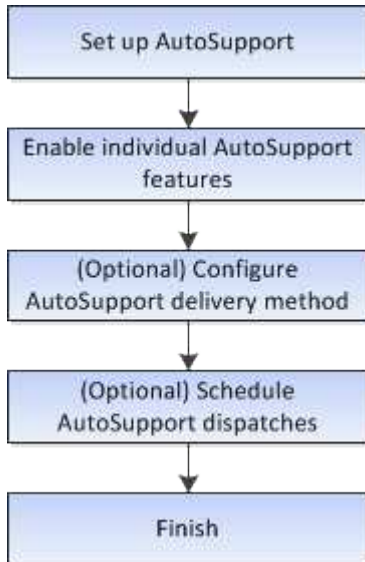 Set up AutoSupport
Enable individual AutoSupport
features
(Optional) Configure
AutoSupport delivery method
(Optional) Schedule
AutoSupport dispatches
Finish